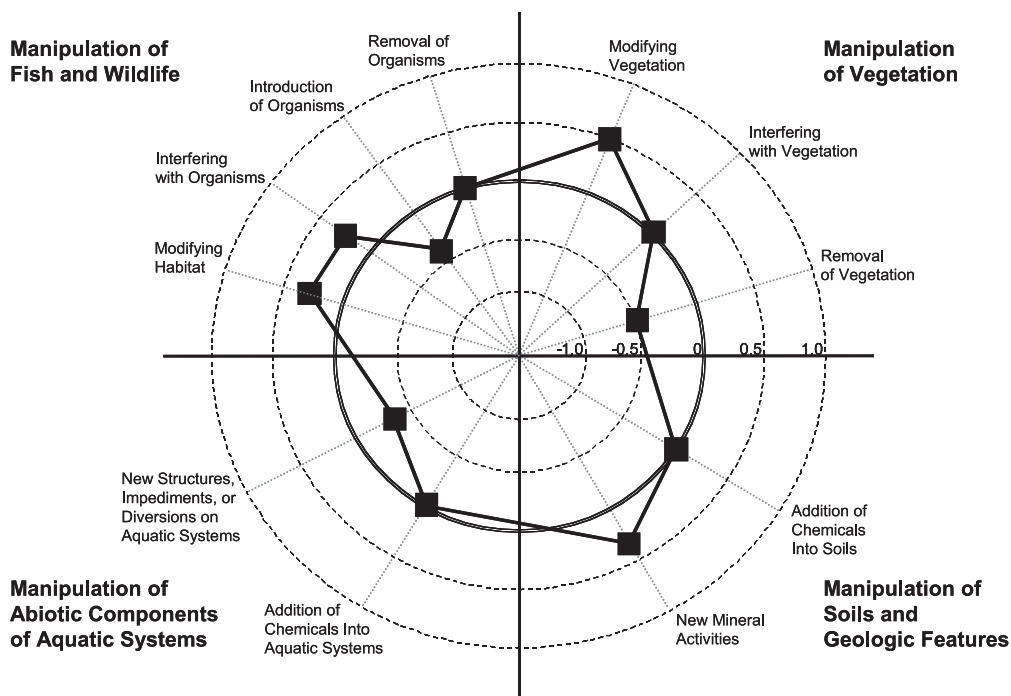 Manipulation of
Fish and Wildlife
Removal of
Organisms
Modifying
Vegetation
Manipulation
of Vegetation
Introduction
of Organisms
Interfering
with Vegetation
Interfering
with Organisms
Modifying
Habitat
Removal
of Vegetation
-1.0 -0.5 0 0.5 1.0
New Structures,
Impediments, or
Diversions on
Aquatic Systems
Addition of
Chemicals
Into Soils
Manipulation of
Abiotic Components
of Aquatic Systems
Addition of
Chemicals Into
Aquatic Systems
New Mineral
Activities
Manipulation of
Soils and
Geologic Features